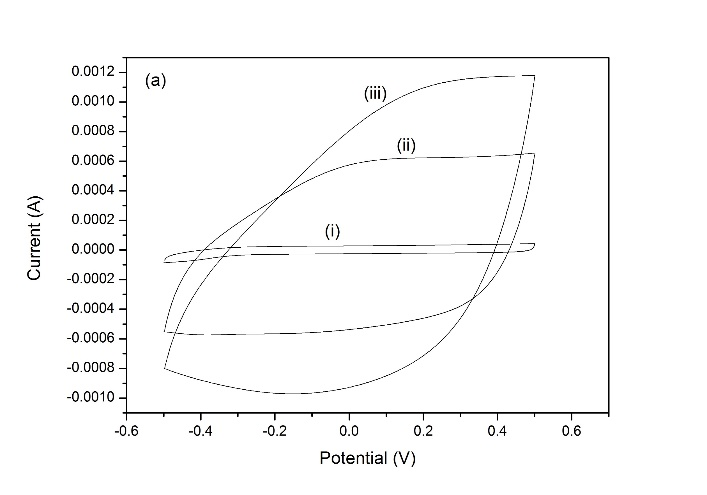 (a)
(iii)
(ii)
(i)
0.0012
0.0010
0.0008
0.0006
0.0004
0.0002
0.0000
-0.0002
-0.0004
-0.0006
-0.0008
-0.0010
Current (A)
-0.6 -0.4 -0.2 0.0 0.2 0.4 0.6
Potential (V)